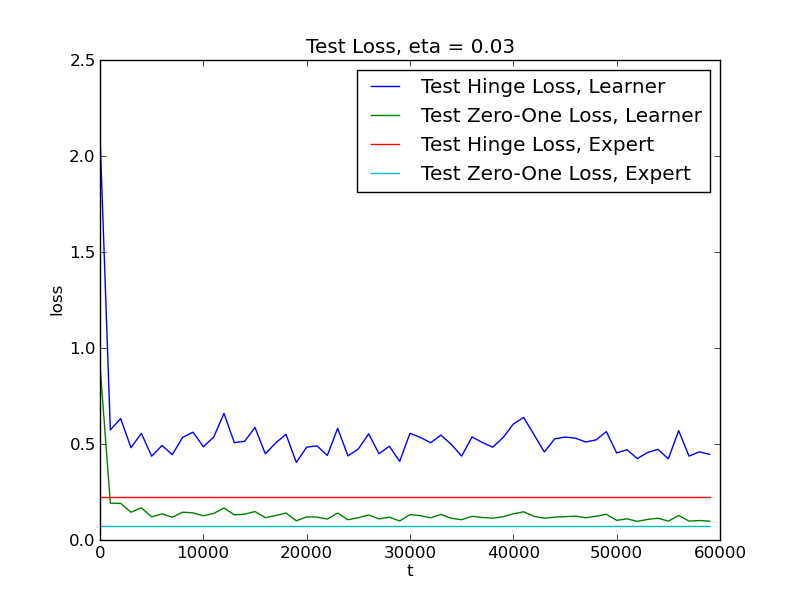 Test Loss, eta = 0.03
2.5
2.0
1.5
1.0
0.5
0.0
loss
Test Hinge Loss, Learner
Test Zero-One Loss, Learner
Test Hinge Loss, Expert
Test Zero-One Loss, Expert
0 10000 20000 30000 40000 50000 60000
t